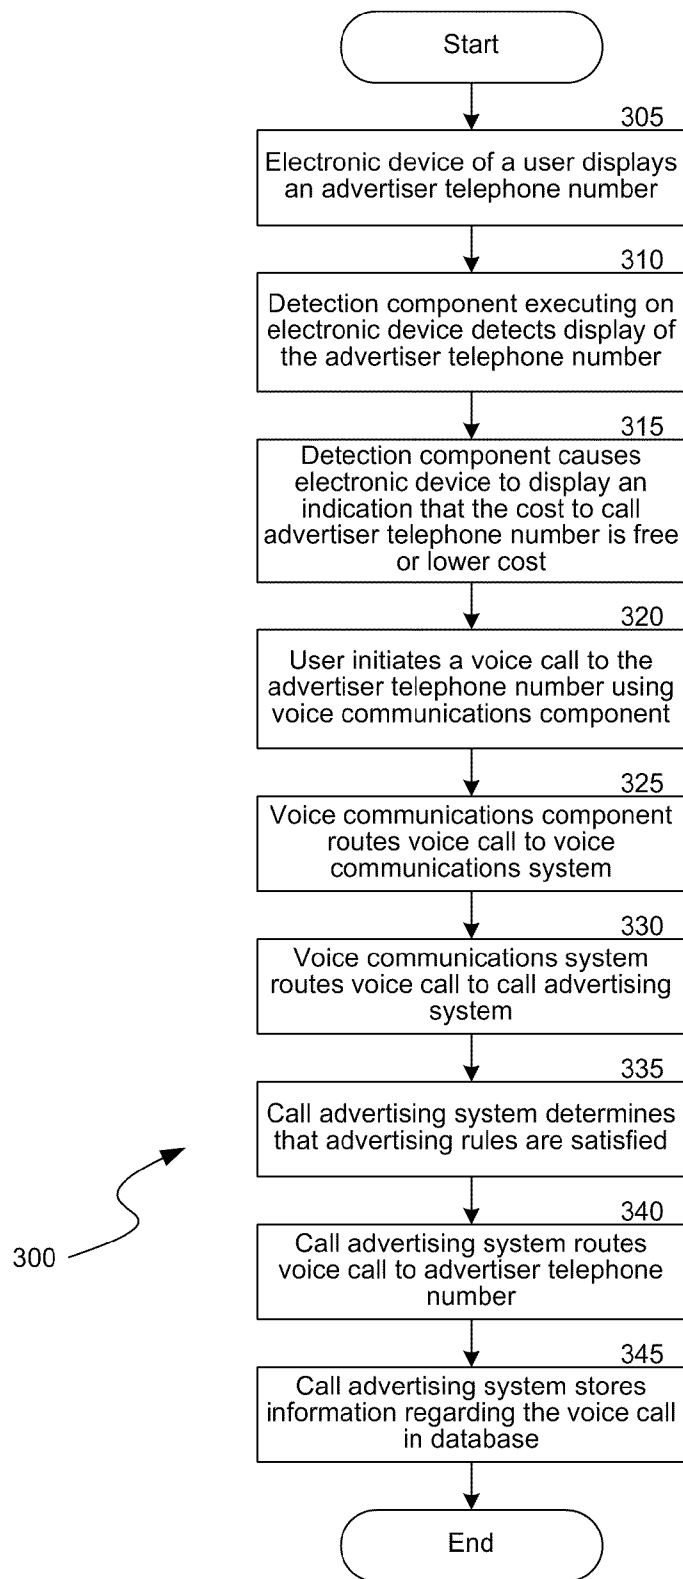 Start
305
Electronic device of a user displays
an advertiser telephone number
310
Detection component executing on
electronic device detects display of
the advertiser telephone number
315
Detection component causes
electronic device to display an
indication that the cost to call
advertiser telephone number is free
or lower cost
320
User initiates a voice call to the
advertiser telephone number using
voice communications component
325
Voice communications component
routes voice call to voice
communications system
330
Voice communications system
routes voice call to call advertising
system
335
Call advertising system determines
that advertising rules are satisfied
340
Call advertising system routes
voice call to advertiser telephone
number
300
345
Call advertising system stores
information regarding the voice call
in database
End